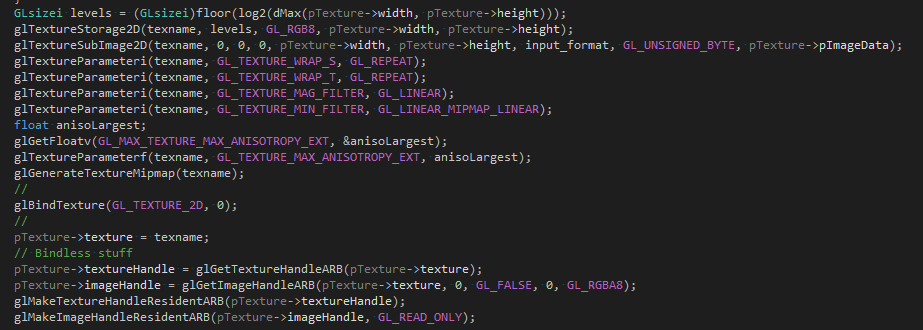 GLsizei levels = (GLsizei)floor(log2(dMax(pTexture->width, pTexture->height)));
glTextureStorage2D(texname, levels, GL_RGB8, pTexture->width, pTexture->height);
glTextureSubImage2D(texname, 0, 0, 0, pTexture->width, pTexture->height, input_format, GL_UNSIGNED_BYTE, pTexture->pImageData);
glTextureParameteri(texname, GL_TEXTURE_WRAP_S, GL_REPEAT);
glTextureParameteri(texname, GL_TEXTURE_WRAP_T, GL_REPEAT);
glTextureParameteri(texname, GL_TEXTURE_MAG_FILTER, GL_LINEAR);
glTextureParameteri(texname, GL_TEXTURE_MIN_FILTER, GL_LINEAR_MIPMAP_LINEAR);
float anisoLargest;
glGetFloatv(GL_MAX_TEXTURE_MAX_ANISOTROPY_EXT, &anisoLargest);
glTextureParameterf(texname, GL_TEXTURE_MAX_ANISOTROPY_EXT, anisoLargest);
glGenerateTextureMipmap(texname);
//
glBindTexture(GL_TEXTURE_2D, 0);
//
pTexture->texture = texname;
// Bindless stuff
pTexture->textureHandle = glGetTextureHandleARB(pTexture->texture);
pTexture->imageHandle = glGetImageHandleARB(pTexture->texture, 0, GL_FALSE, 0, GL_RGBA8);
glMakeTextureHandleResidentARB(pTexture->textureHandle);
glMakeImageHandleResidentARB(pTexture->imageHandle, GL_READ_ONLY);